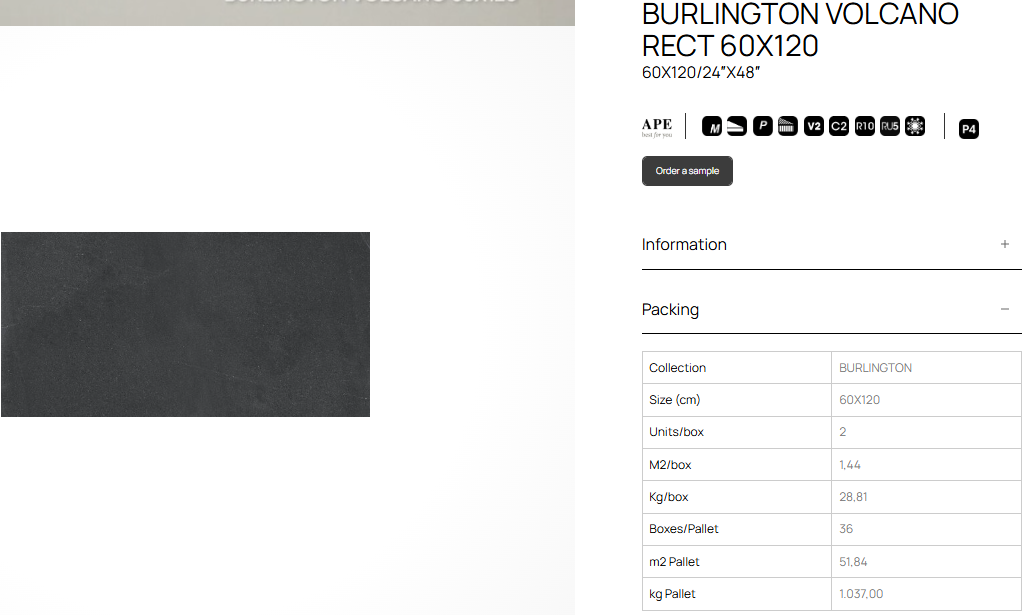 BURLINGTON VOLCANO
RECT 60X120
60X120/24″X48″
APE
best for you
M
P
V2
C2
R10
RU5
P4
Order a sample
Information +
Packing −
Collection BURLINGTON
Size (cm) 60X120
Units/box 2
M2/box 1,44
Kg/box 28,81
Boxes/Pallet 36
m2 Pallet 51,84
kg Pallet 1.037,00